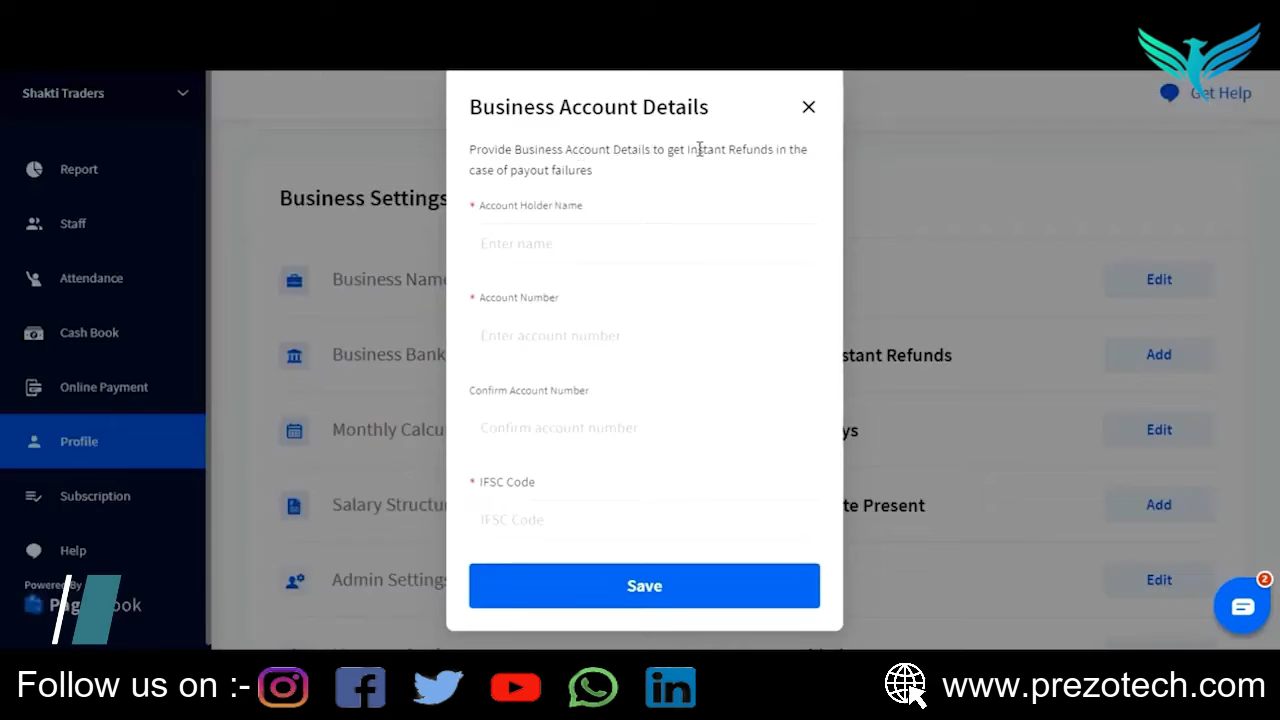 Shakti Traders
Get Help
Report
Staff
Attendance
Cash Book
Online Payment
Profile
Subscription
Help
Powered By
Business Settings
Business Name
Edit
Business Bank
stant Refunds
Add
Monthly Calcu
ys
Edit
Salary Structu
te Present
Add
Admin Settings
Edit
Business Account Details
Provide Business Account Details to get Instant Refunds in the
case of payout failures
* Account Holder Name
Enter name
* Account Number
Enter account number
Confirm Account Number
Confirm account number
* IFSC Code
IFSC Code
Save
2
Follow us on :-
www.prezotech.com